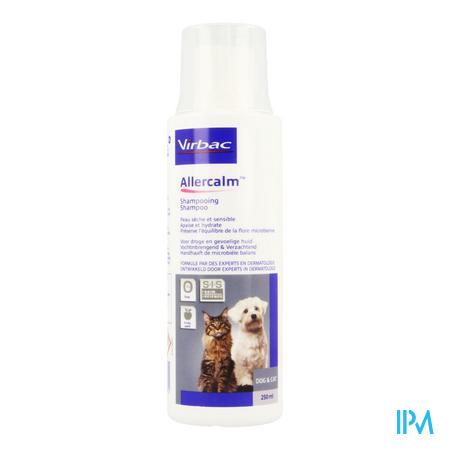 Virbac
Allercalm™
Shampooing
Shampoo
Peau sèche et sensible
Apaise et hydrate
Préserve l'équilibre de la flore microbienne
Voor droge en gevoelige huid
Vochtinbrengend & Verzachtend
Handhaaft de microbiële balans
FORMULÉ PAR DES EXPERTS EN DERMATOLOGIE
ONTWIKKELD DOOR EXPERTS IN DERMATOLOGIE
S·I·S
DOG & CAT
250 ml
IPM